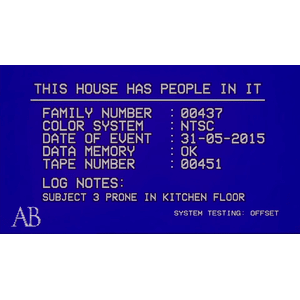 THIS HOUSE HAS PEOPLE IN IT
FAMILY NUMBER : 00437
COLOR SYSTEM : NTSC
DATE OF EVENT : 31-05-2015
DATA MEMORY : OK
TAPE NUMBER : 00451
LOG NOTES:
SUBJECT 3 PRONE IN KITCHEN FLOOR
AB
SYSTEM TESTING: OFFSET